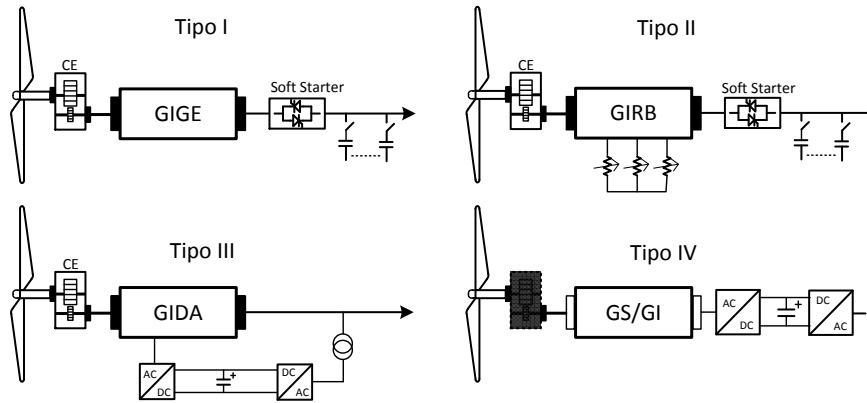 Tipo I
CE
GIGE
Soft Starter
Tipo II
CE
GIRB
Soft Starter
Tipo III
CE
GIDA
AC
DC
DC
AC
Tipo IV
GS/GI
AC
DC
DC
AC